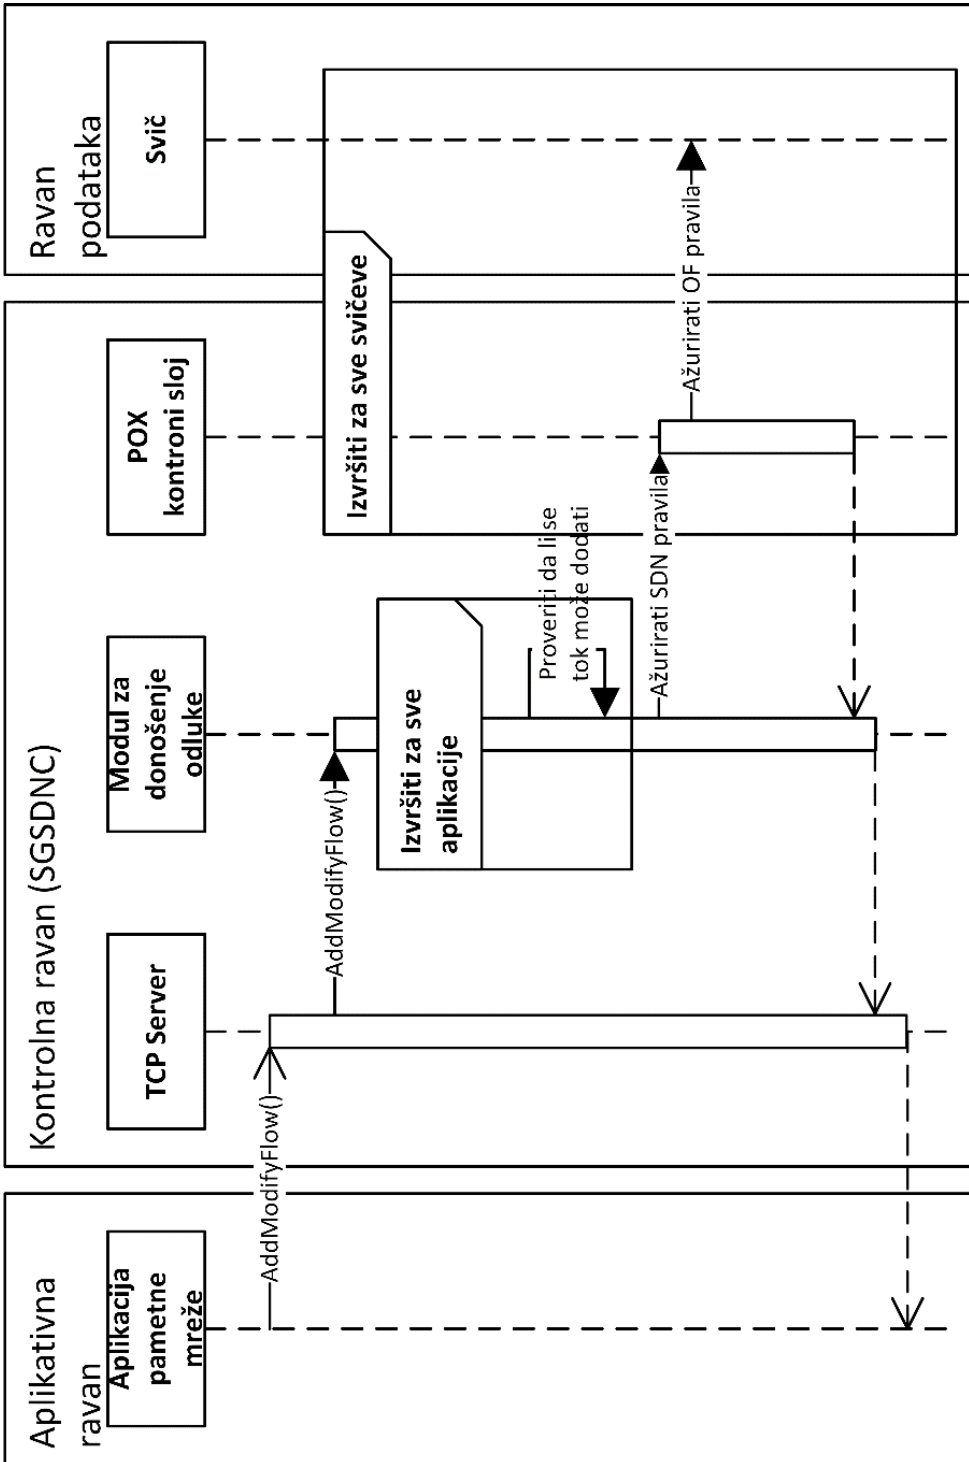 Aplikativna
ravan
Kontrolna ravan (SGSDNC)
Ravan
podataka
Aplikacija
pametne
mreže
TCP Server
Modul za
donošenje
odluke
POX
kontroni sloj
Svič
AddModifyFlow()
AddModifyFlow()
Izvršiti za sve
aplikacije
Izvršiti za sve svičeve
Proveriti da li se
tok može dodati
Ažurirati SDN pravila
Ažurirati OF pravila